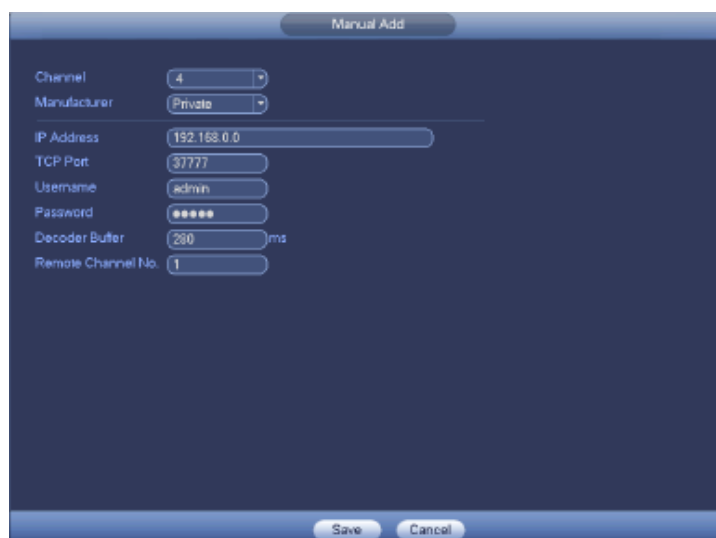 Manual Add
Channel 4
Manufacturer Private
IP Address 192.168.0.0
TCP Port 37777
Username admin
Password ●●●●●
Decoder Buffer 280 ms
Remote Channel No. 1
Save Cancel